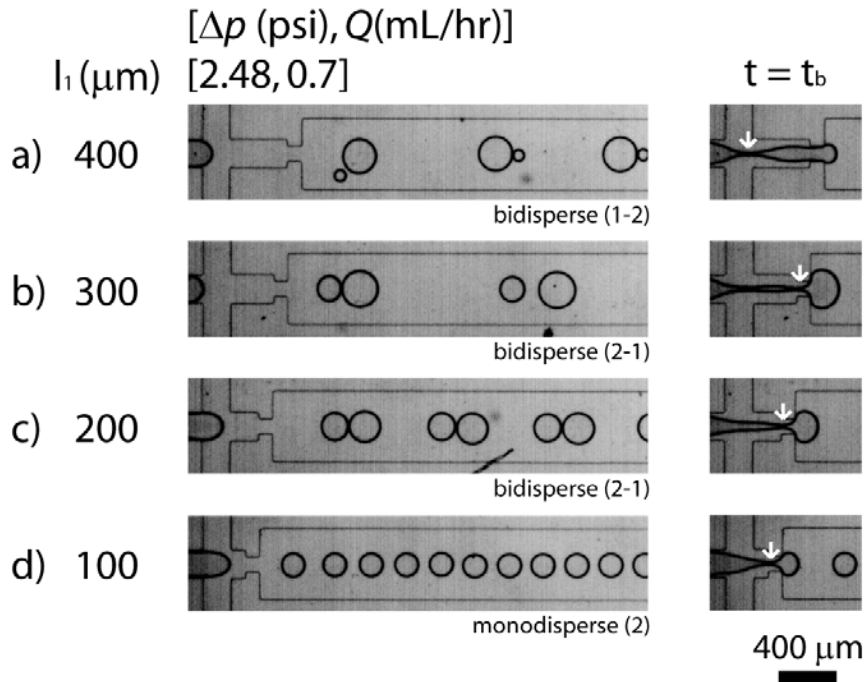 [Δp (psi), Q(mL/hr)]
l₁ (μm) [2.48, 0.7] t = t_b
a) 400
bidisperse (1-2)
b) 300
bidisperse (2-1)
c) 200
bidisperse (2-1)
d) 100
monodisperse (2)
400 μm